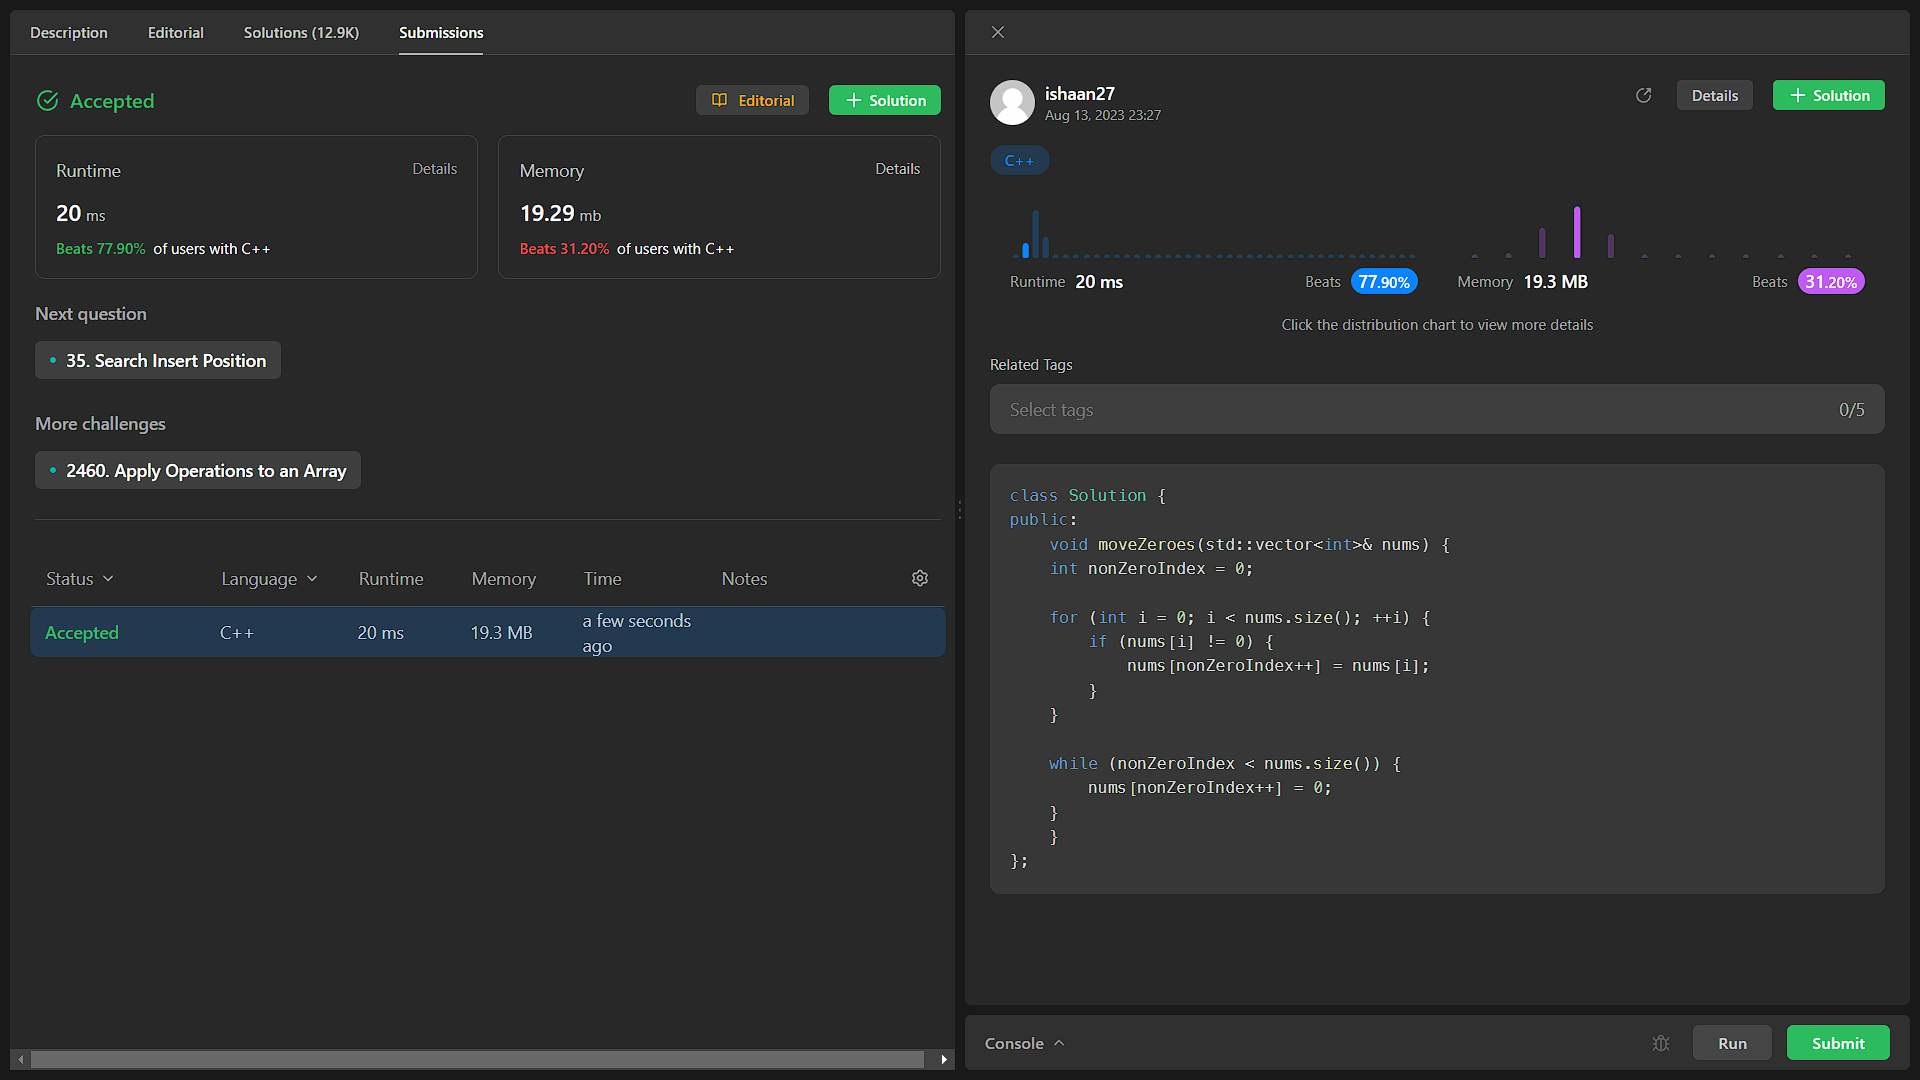 Description Editorial Solutions (12.9K) Submissions
Accepted
Editorial
Solution
Runtime Details
20 ms
Beats 77.90% of users with C++
Memory Details
19.29 mb
Beats 31.20% of users with C++
Next question
35. Search Insert Position
More challenges
2460. Apply Operations to an Array
Status Language Runtime Memory Time Notes
Accepted C++ 20 ms 19.3 MB a few seconds
ago
ishaan27
Aug 13, 2023 23:27
Details
Solution
C++
Runtime 20 ms Beats 77.90%
Memory 19.3 MB Beats 31.20%
Click the distribution chart to view more details
Related Tags
Select tags 0/5
class Solution {
public:
    void moveZeroes(std::vector<int>& nums) {
    int nonZeroIndex = 0;
    for (int i = 0; i < nums.size(); ++i) {
        if (nums[i] != 0) {
            nums[nonZeroIndex++] = nums[i];
        }
    }
    while (nonZeroIndex < nums.size()) {
        nums[nonZeroIndex++] = 0;
    }
    }
};
Console Run Submit